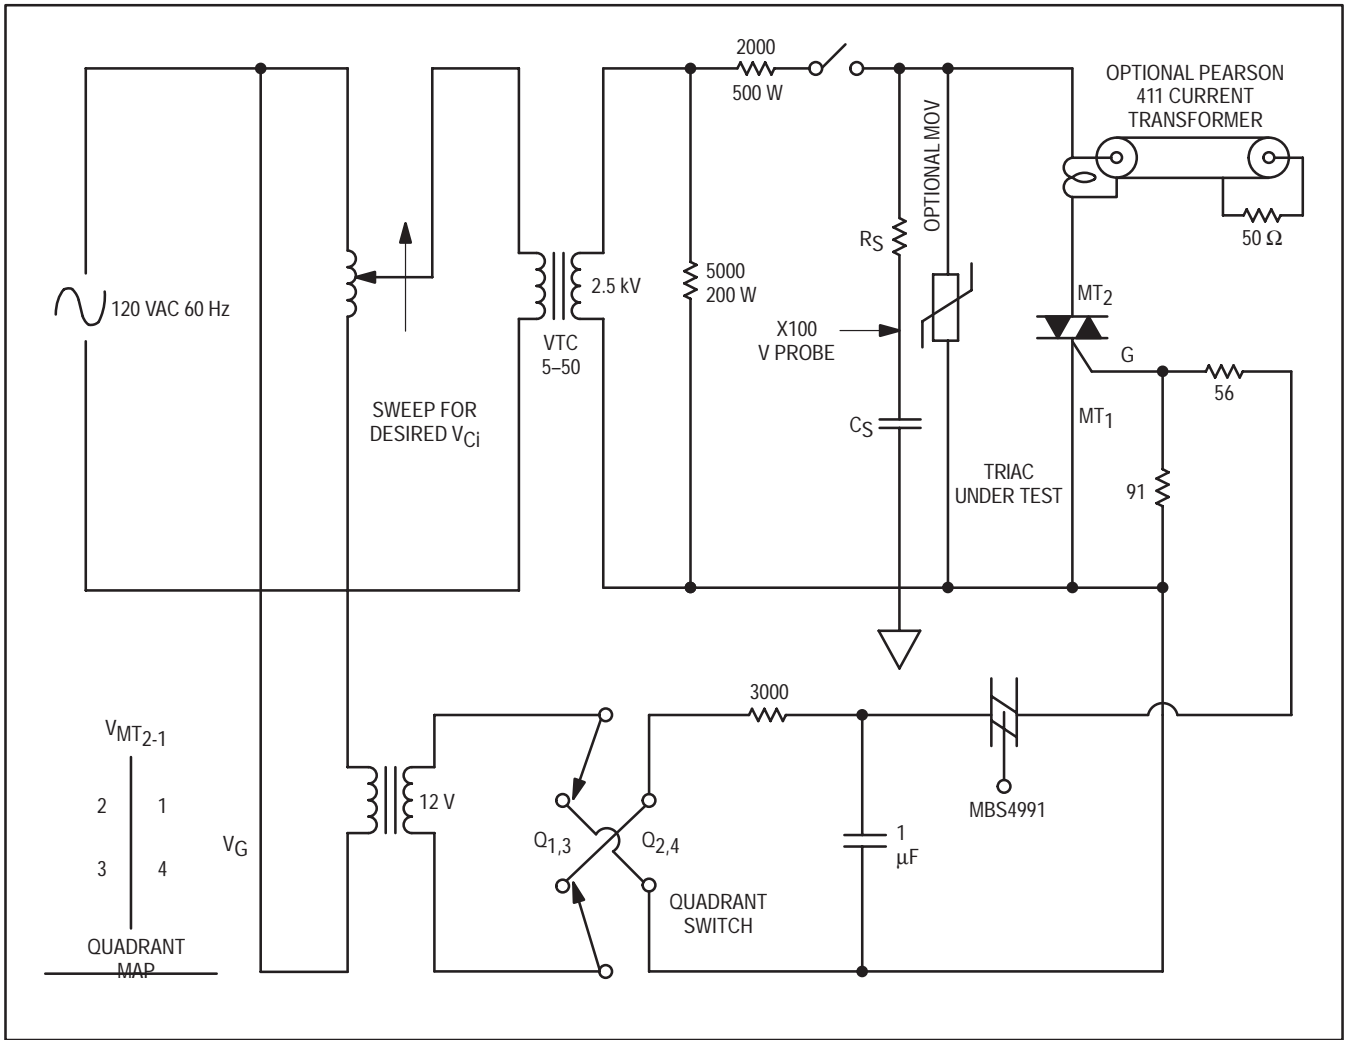 2000
500 W
OPTIONAL PEARSON
411 CURRENT
TRANSFORMER
50 Ω
OPTIONAL MOV
RS
120 VAC 60 Hz
2.5 kV
VTC
5–50
5000
200 W
X100
V PROBE
MT2
G
56
MT1
SWEEP FOR
DESIRED VCi
CS
TRIAC
UNDER TEST
91
3000
VMT2-1
2 1
3 4
VG
QUADRANT
MAP
12 V
Q1,3
Q2,4
QUADRANT
SWITCH
1
µF
MBS4991